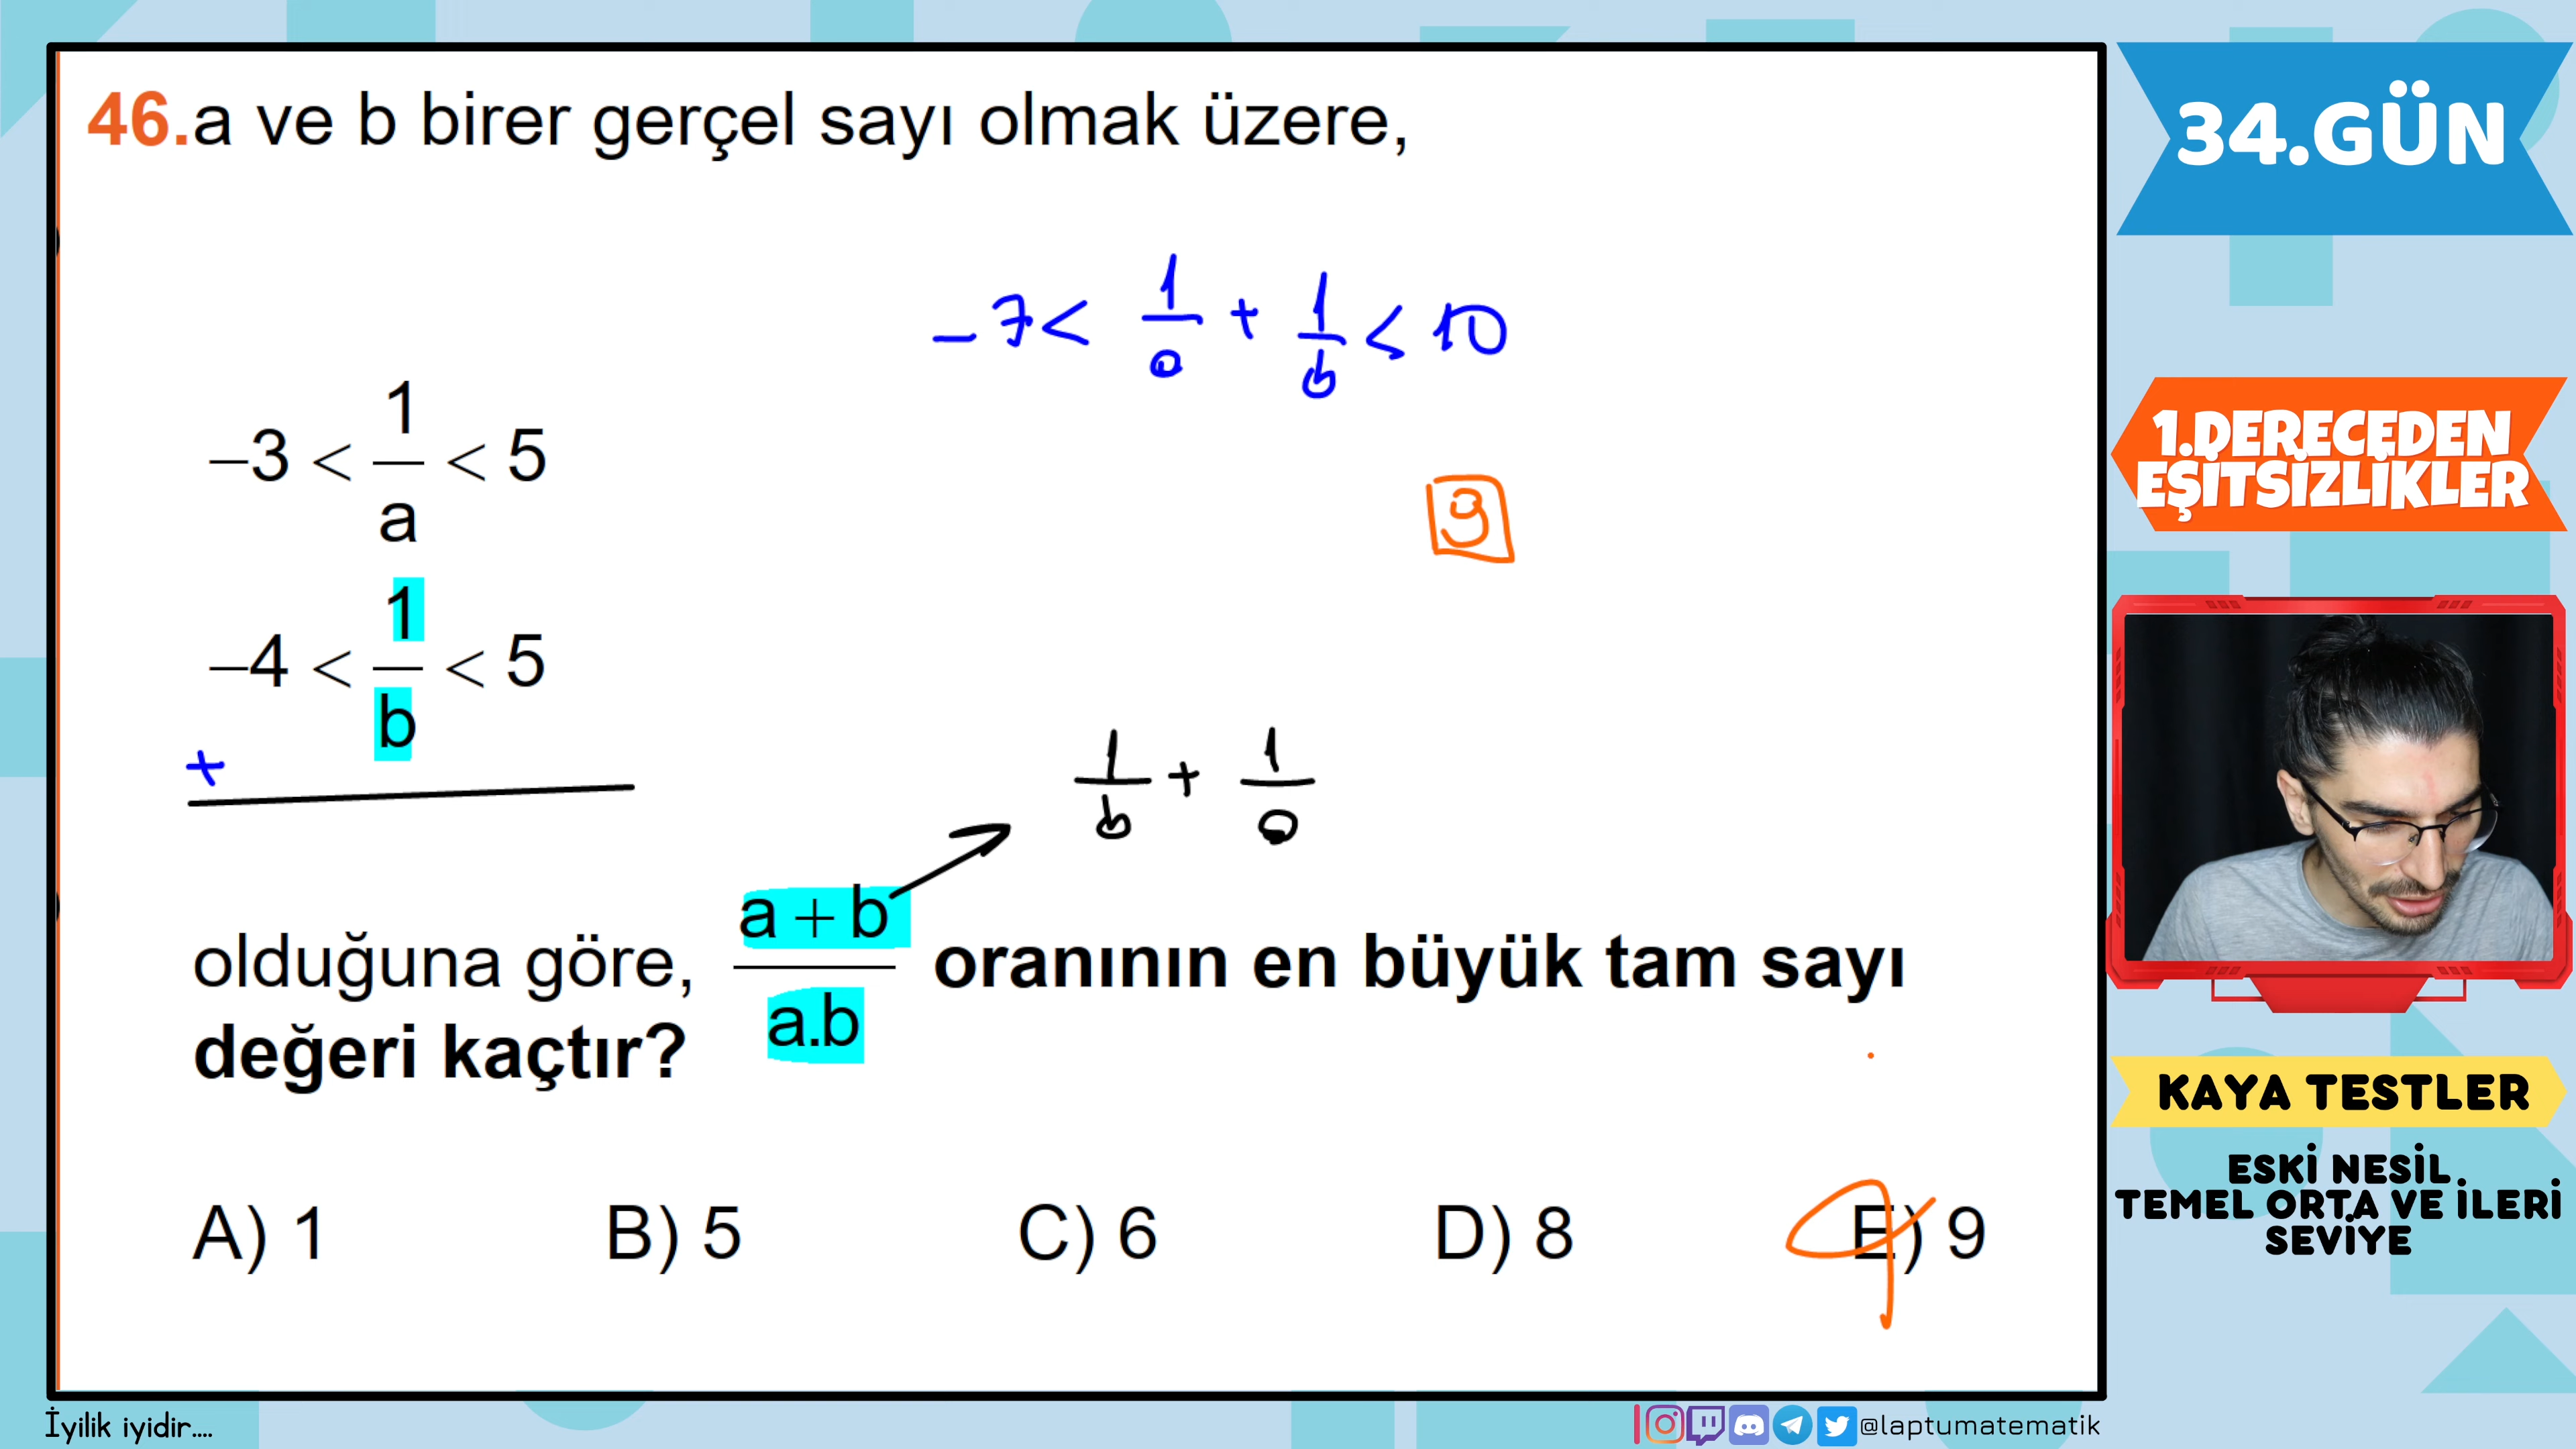 46.a ve b birer gerçel sayı olmak üzere,
-7 < 1/a + 1/b < 10
–3 < 1/a < 5
9
–4 < 1/b < 5
+
1/b + 1/a
olduğuna göre, a + b / a.b oranının en büyük tam sayı
değeri kaçtır?
A) 1 B) 5 C) 6 D) 8 E) 9
34.GÜN
1.DERECEDEN
EŞİTSİZLİKLER
KAYA TESTLER
ESKİ NESİL
TEMEL ORTA VE İLERİ
SEVİYE
İyilik iyidir....
@laptumatematik